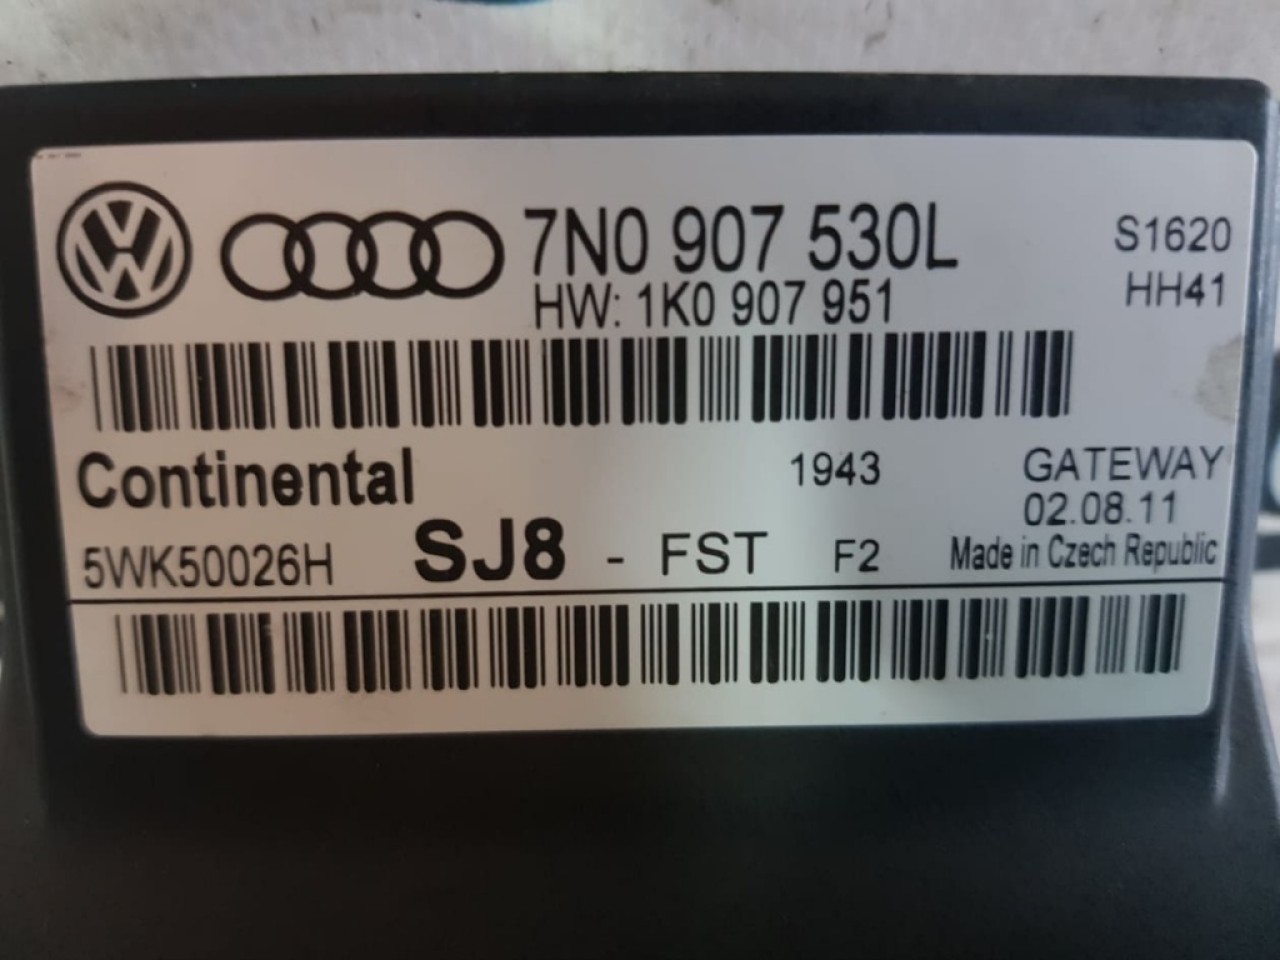 7N0 907 530L
S1620
HW: 1K0 907 951
HH41
Continental
1943
GATEWAY
02.08.11
5WK50026H
SJ8 - FST F2
Made in Czech Republic